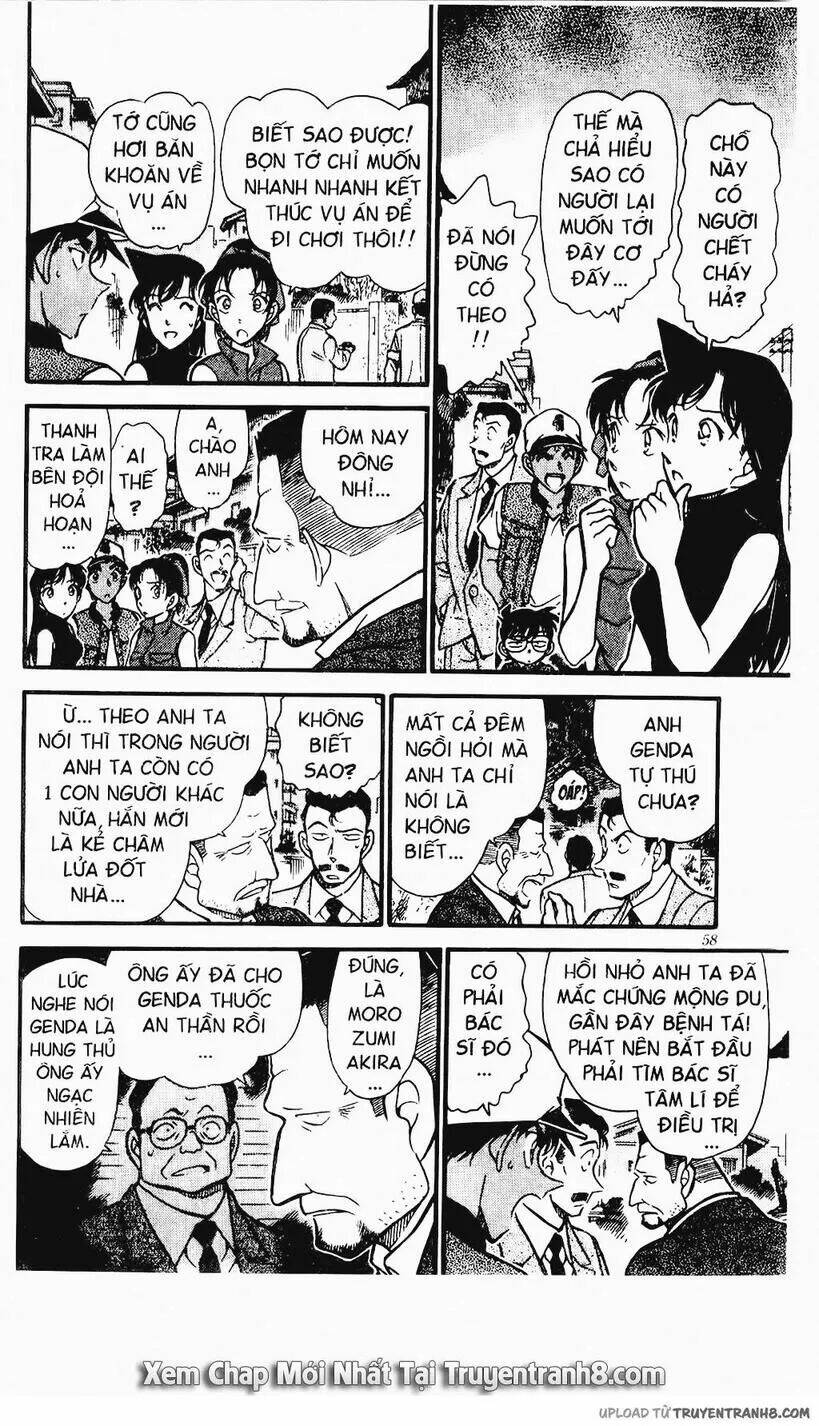 CHỖ
NÀY
CÓ
NGƯỜI
CHẾT
CHÁY
HẢ?
THẾ MÀ
CHẢ HIỂU
SAO CÓ
NGƯỜI LẠI
MUỐN TỚI
ĐÂY CƠ
ĐẤY...
ĐÃ NÓI
ĐỪNG
CÓ
THEO
!!
BIẾT SAO ĐƯỢC!
BỌN TỚ CHỈ MUỐN
NHANH NHANH KẾT
THÚC VỤ ÁN ĐỂ
ĐI CHƠI THÔI!!
TỚ CŨNG
HƠI BĂN
KHOĂN VỀ
VỤ ÁN
...
HÔM NAY
ĐÔNG
NHỈ...
A,
CHÀO
ANH
...
AI
THẾ
?
THANH
TRA LÀM
BÊN ĐỘI
HOẢ
HOẠN
...
ANH
GENDA
TỰ THÚ
CHƯA?
OÁP!
MẤT CẢ ĐÊM
NGỒI HỎI MÀ
ANH TA CHỈ
NÓI LÀ
KHÔNG
BIẾT...
KHÔNG
BIẾT
SAO?
Ừ... THEO ANH TA
NÓI THÌ TRONG NGƯỜI
ANH TA CÒN CÓ
1 CON NGƯỜI KHÁC
NỮA, HẮN MỚI
LÀ KẺ CHÂM
LỬA ĐỐT
NHÀ...
58
HỒI NHỎ ANH TA ĐÃ
MẮC CHỨNG MỘNG DU,
GẦN ĐÂY BỆNH TÁI
PHÁT NÊN BẮT ĐẦU
PHẢI TÌM BÁC SĨ
TÂM LÍ ĐỂ
ĐIỀU TRỊ
...
CÓ
PHẢI
BÁC
SĨ ĐÓ
...
ĐÚNG,
LÀ
MORO
ZUMI
AKIRA
...
ÔNG ẤY ĐÃ CHO
GENDA THUỐC
AN THẦN RỒI
...
LÚC
NGHE NÓI
GENDA LÀ
HUNG THỦ
ÔNG ẤY
NGẠC
NHIÊN
LẮM.
Xem Chap Mới Nhất Tại Truyentranh8.com
UPLOAD TỪ TRUYENTRANH8.COM